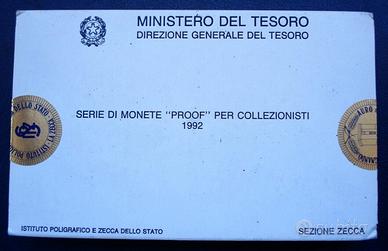 MINISTERO DEL TESORO
DIREZIONE GENERALE DEL TESORO
SERIE DI MONETE "PROOF" PER COLLEZIONISTI
1992
ISTITUTO POLIGRAFICO E ZECCA DELLO STATO
SEZIONE ZECCA